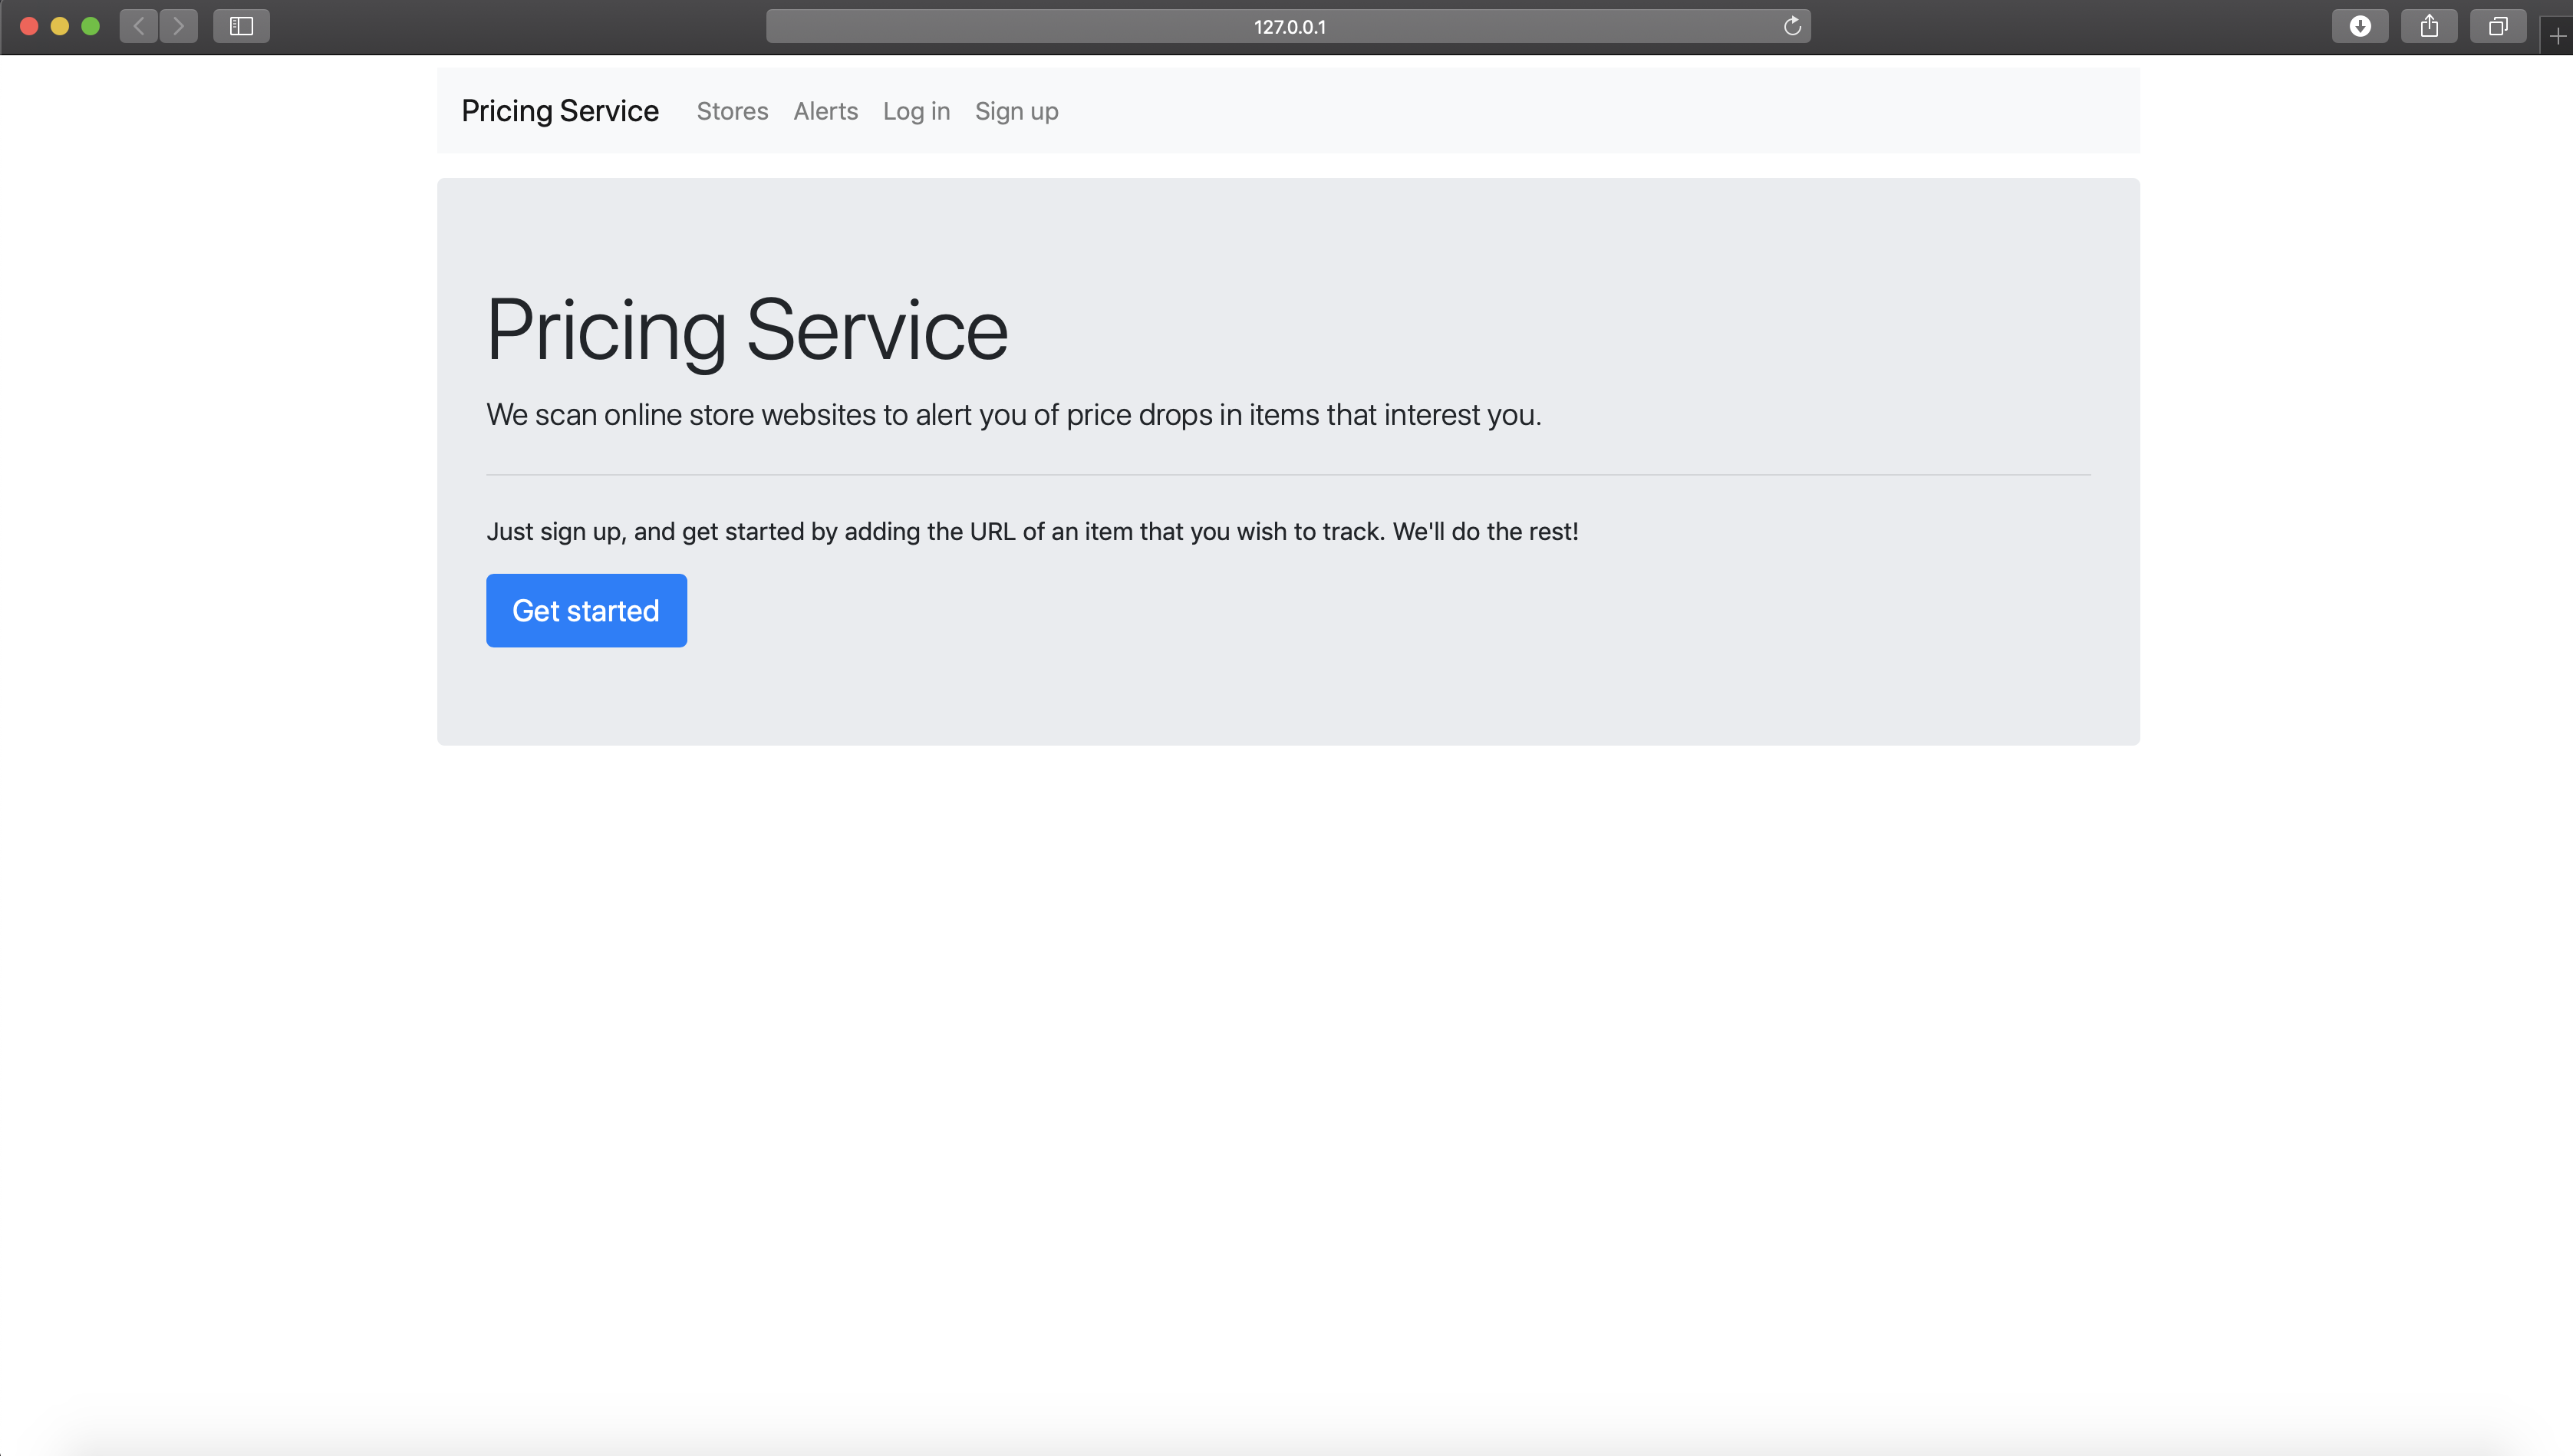 127.0.0.1
Pricing Service Stores Alerts Log in Sign up
Pricing Service
We scan online store websites to alert you of price drops in items that interest you.
Just sign up, and get started by adding the URL of an item that you wish to track. We'll do the rest!
Get started